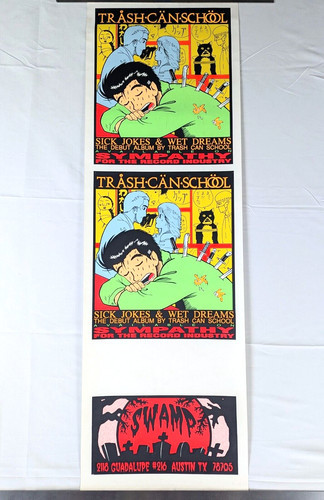 TRÅSH·CÄN·SCHÖÖL
SICK JOKES & WET DREAMS
THE DEBUT ALBUM BY TRASH CAN SCHOOL
SYMPATHY
FOR THE RECORD INDUSTRY
TRÅSH·CÄN·SCHÖÖL
SICK JOKES & WET DREAMS
THE DEBUT ALBUM BY TRASH CAN SCHOOL
SYMPATHY
FOR THE RECORD INDUSTRY
SWAMP
2116 GUADALUPE #216 AUSTIN TX 78705